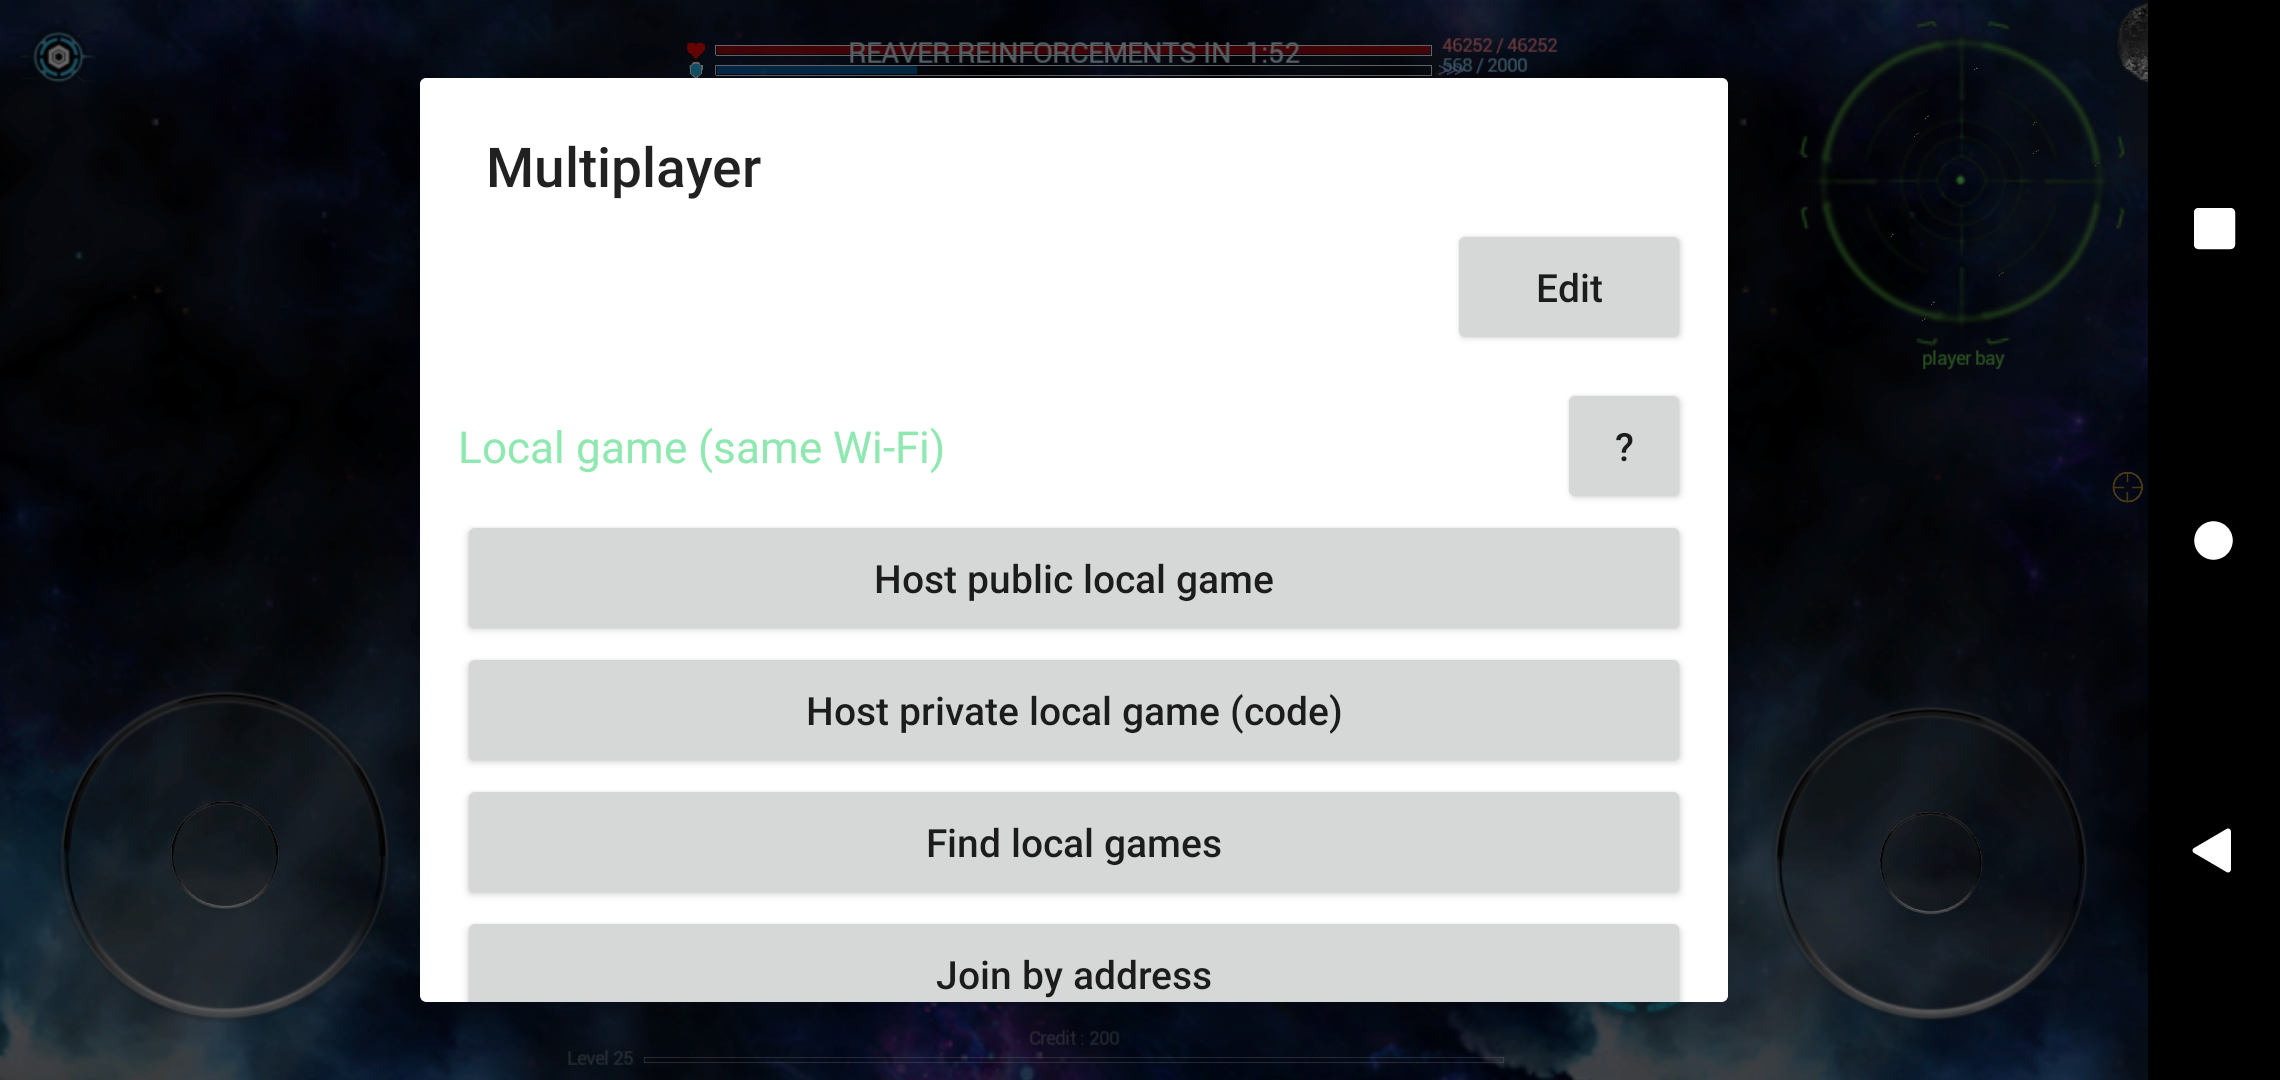 REAVER REINFORCEMENTS IN 1:52
46252 / 46252
568 / 2000
Multiplayer
Edit
player bay
Local game (same Wi-Fi)
?
Host public local game
Host private local game (code)
Find local games
Join by address
Credit : 200
Level 25